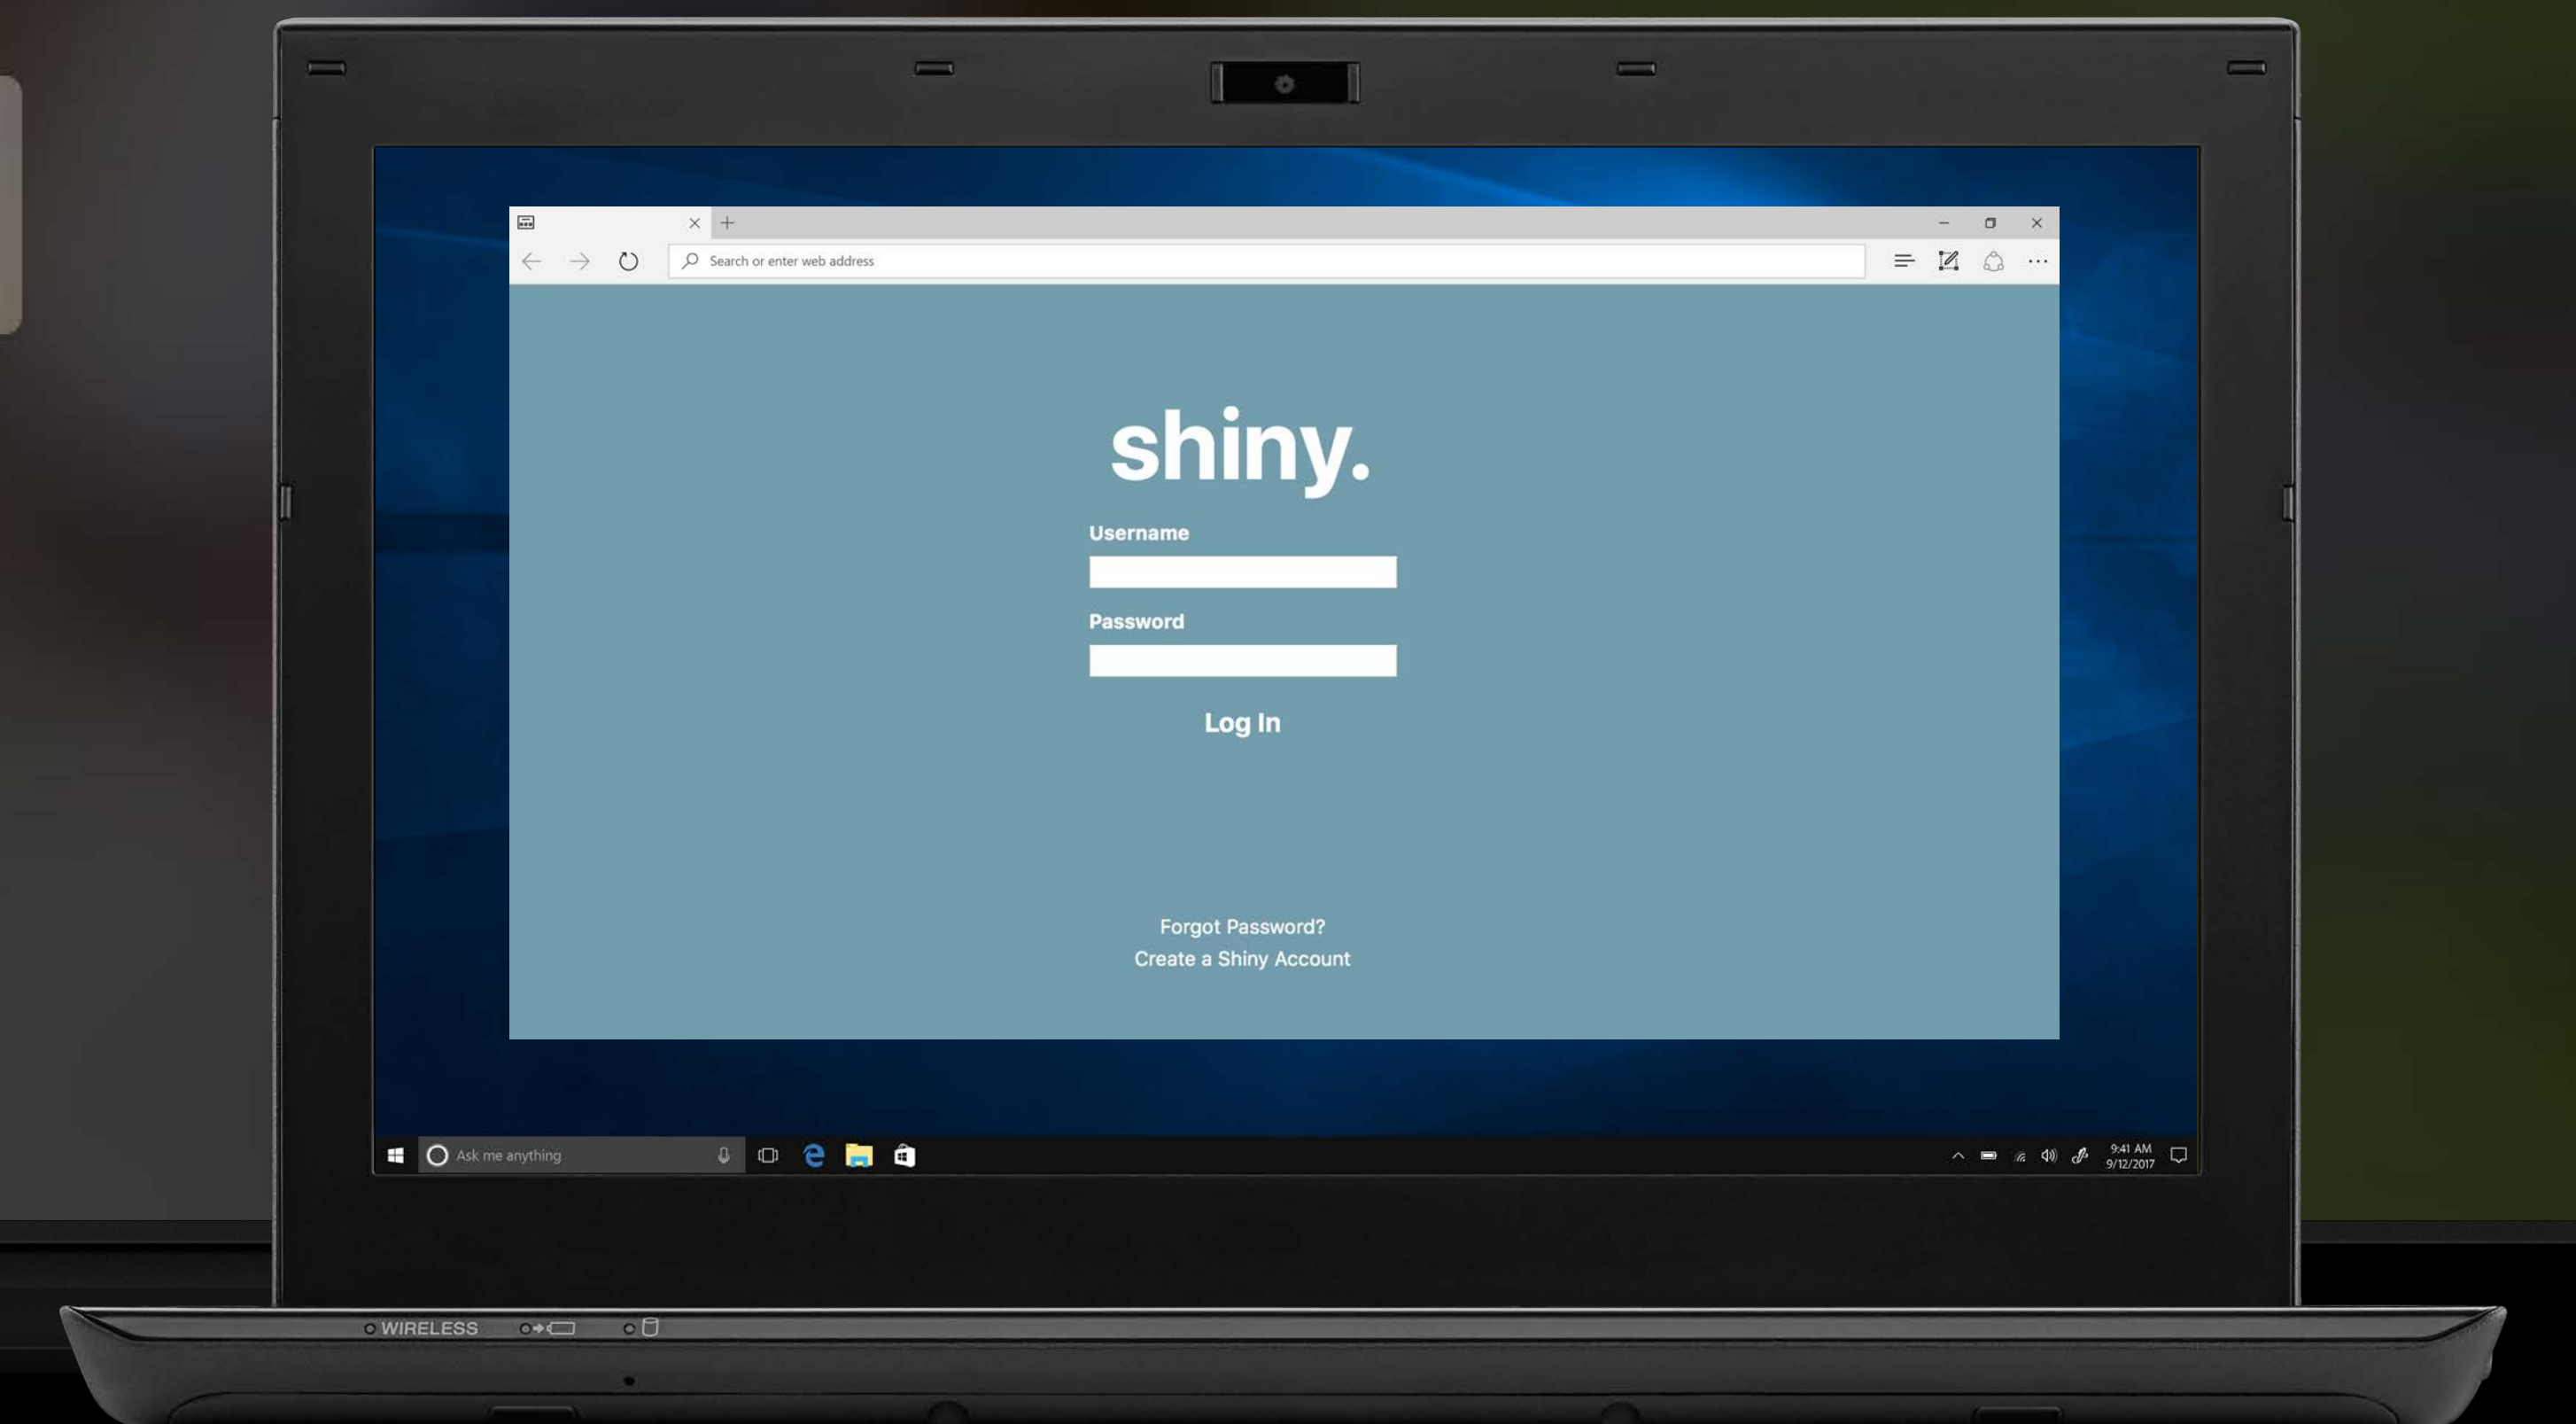 Search or enter web address
shiny.
Username
Password
Log In
Forgot Password?
Create a Shiny Account
Ask me anything
9:41 AM
9/12/2017
WIRELESS